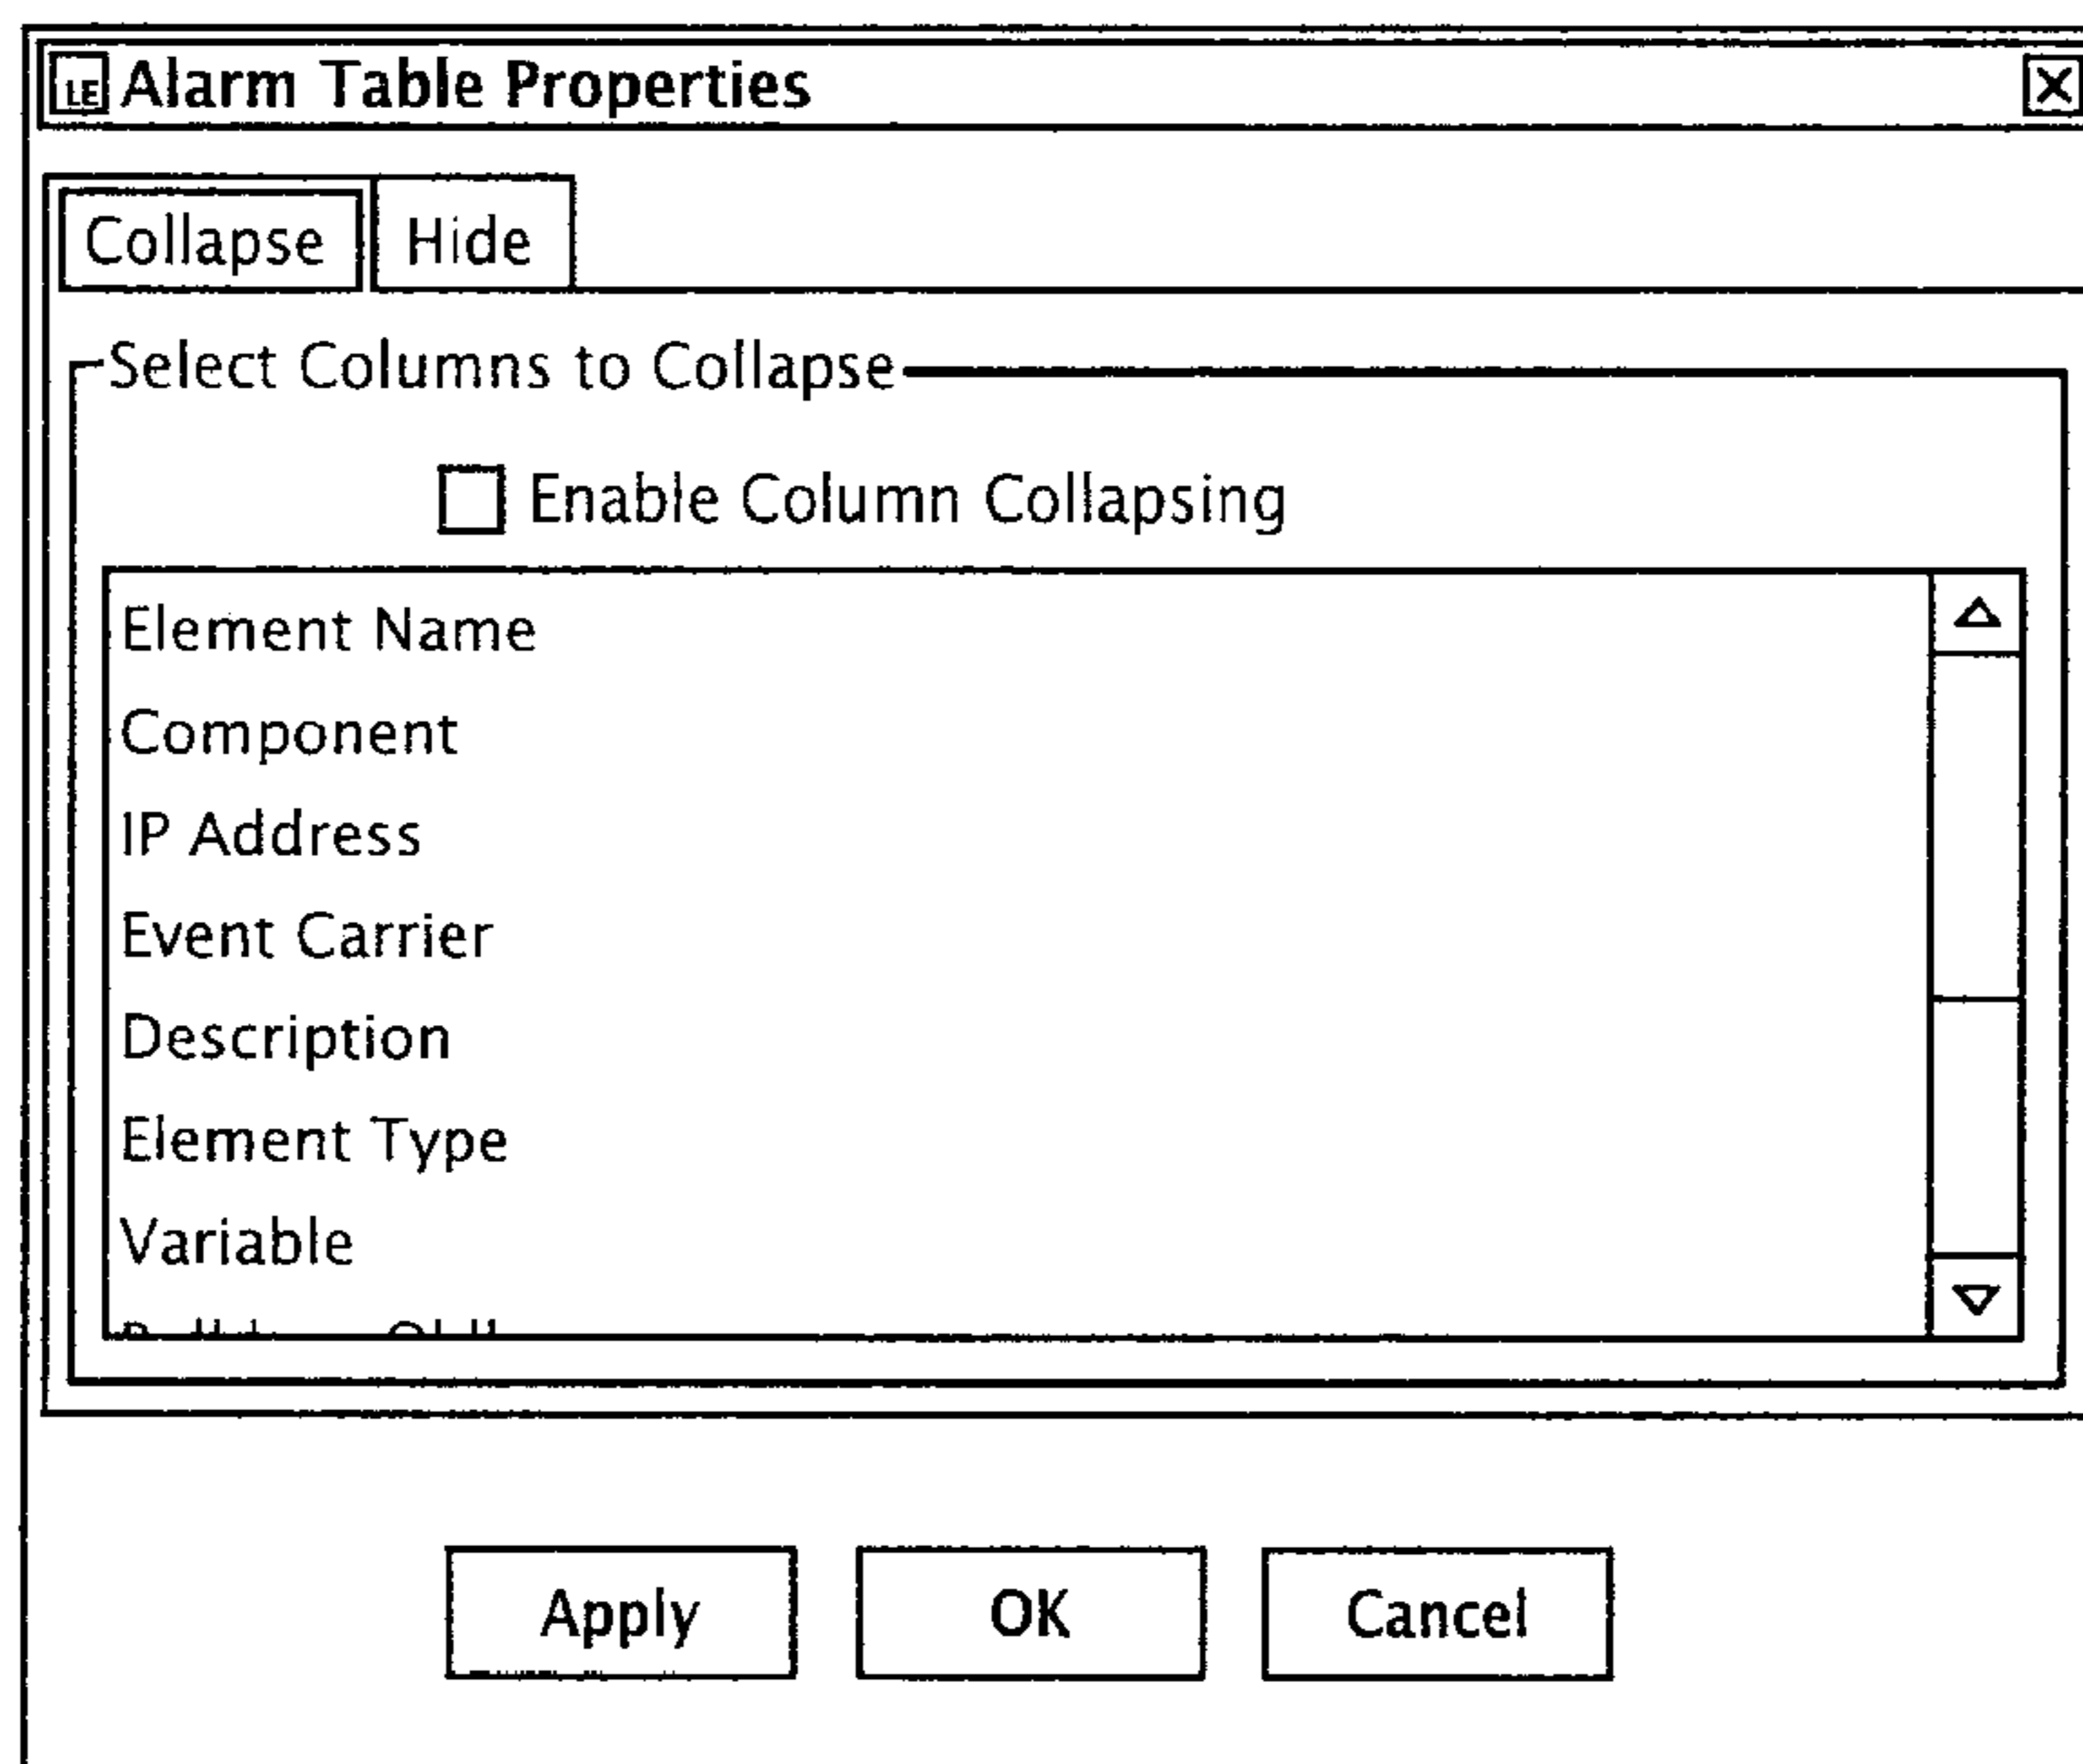 LE Alarm Table Properties X
Collapse Hide
Select Columns to Collapse
Enable Column Collapsing
Element Name
Component
IP Address
Event Carrier
Description
Element Type
Variable
Apply OK Cancel